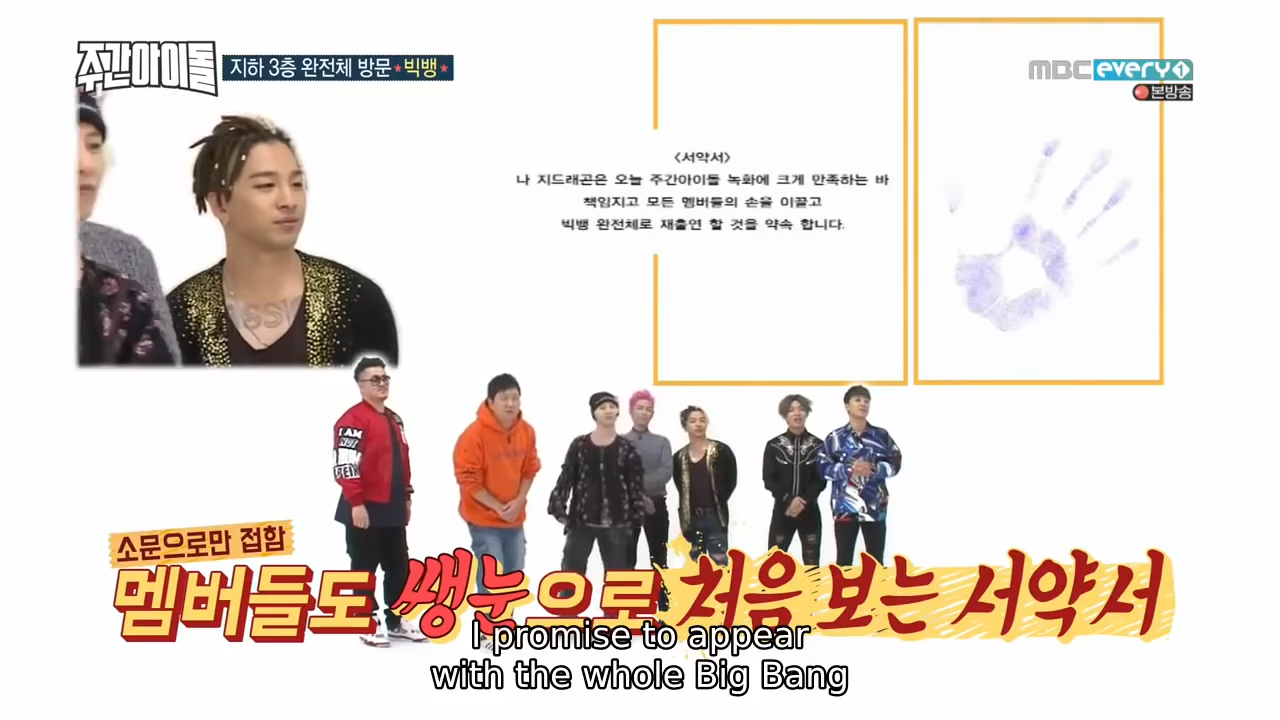 주간아이돌
지하 3층 완전체 방문★빅뱅★
MBC every1
본방송
<서약서>
나 지드래곤은 오늘 주간아이돌 녹화에 크게 만족하는 바
책임지고 모든 멤버들의 손을 이끌고
빅뱅 완전체로 재출연 할 것을 약속 합니다.
I AM
NOT
소문으로만 접함
멤버들도 쌩눈으로 처음 보는 서약서
I promise to appear
with the whole Big Bang